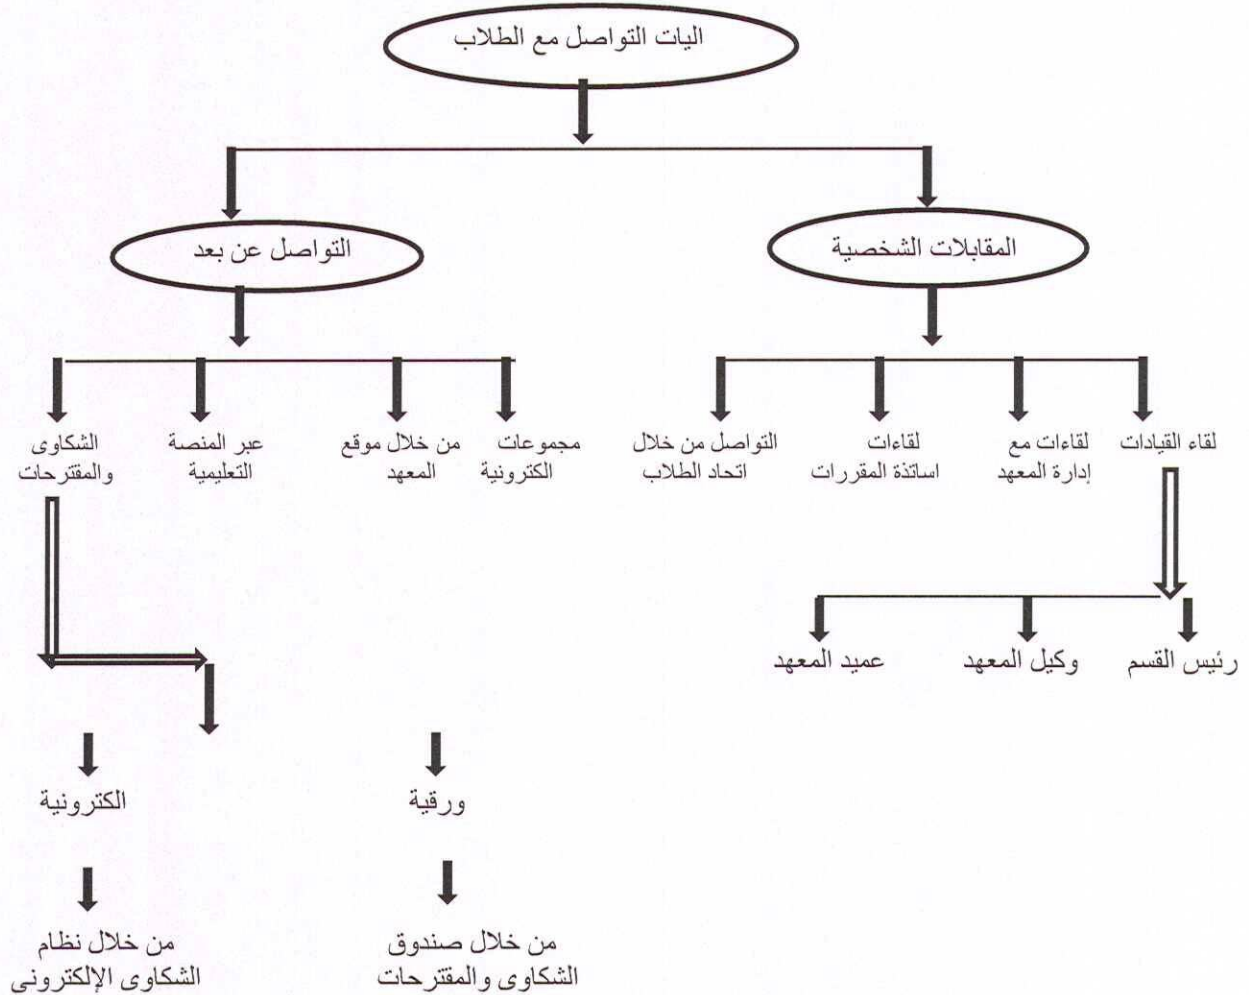 اليات التواصل مع الطلاب
المقابلات الشخصية
التواصل عن بعد
لقاء القيادات
لقاءات مع
إدارة المعهد
لقاءات
اساتذة المقررات
التواصل من خلال
اتحاد الطلاب
مجموعات
الكترونية
من خلال موقع
المعهد
عبر المنصة
التعليمية
الشكاوى
والمقترحات
رئيس القسم
وكيل المعهد
عميد المعهد
ورقية
الكترونية
من خلال صندوق
الشكاوى والمقترحات
من خلال نظام
الشكاوى الإلكترونى